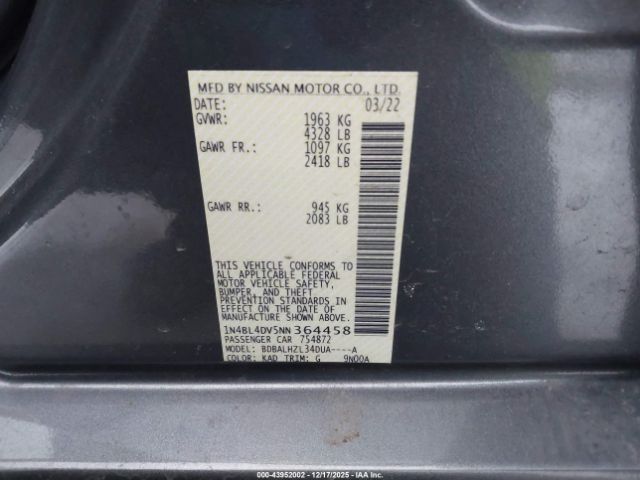 MFD BY NISSAN MOTOR CO., LTD.
DATE: 03/22
GVWR: 1963 KG
4328 LB
GAWR FR.: 1097 KG
2418 LB
GAWR RR.: 945 KG
2083 LB
THIS VEHICLE CONFORMS TO
ALL APPLICABLE FEDERAL
MOTOR VEHICLE SAFETY,
BUMPER, AND THEFT
PREVENTION STANDARDS IN
EFFECT ON THE DATE OF
MANUFACTURE SHOWN ABOVE.
1N4BL4DV5NN364458
PASSENGER CAR 754872
MODEL: BDBALHZL34DUA----A
COLOR: KAD TRIM: G 9N00A
© 000-43952002 - 12/17/2025 - IAAI.COM